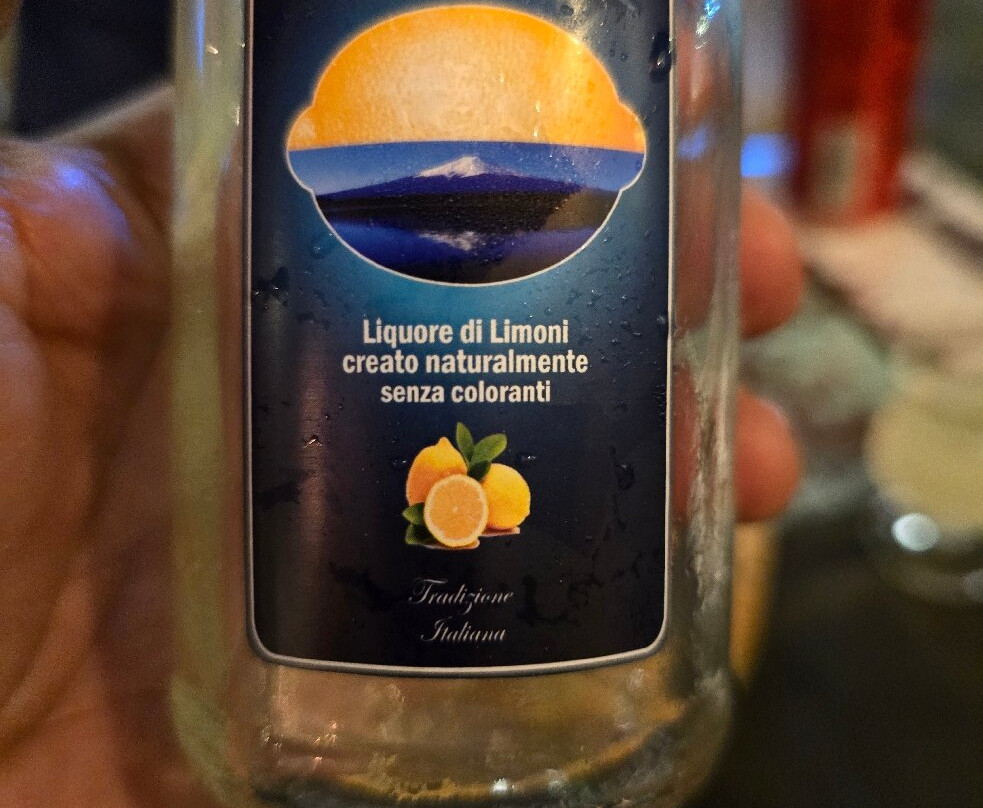 Liquore di Limoni
creato naturalmente
senza coloranti
Tradizione
Italiana